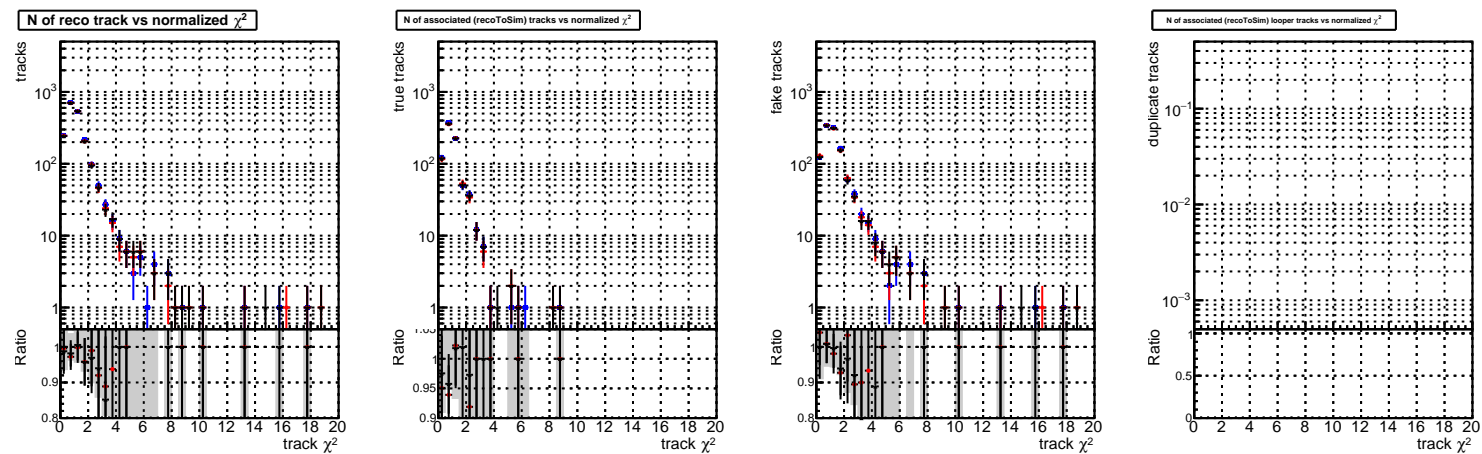 N of reco track vs normalized χ²
tracks
10³
10²
10
1
Ratio
1
0.9
0.8
0 2 4 6 8 10 12 14 16 18 20
track χ²
N of associated (recoToSim) tracks vs normalized χ²
true tracks
10³
10²
10
1
Ratio
1.05
1
0.95
0.9
0 2 4 6 8 10 12 14 16 18 20
track χ²
fake tracks
10³
10²
10
1
Ratio
1
0.9
0.8
0 2 4 6 8 10 12 14 16 18 20
track χ²
N of associated (recoToSim) looper tracks vs normalized χ²
duplicate tracks
10⁻¹
10⁻²
10⁻³
Ratio
1
0.5
0
0 2 4 6 8 10 12 14 16 18 20
track χ²